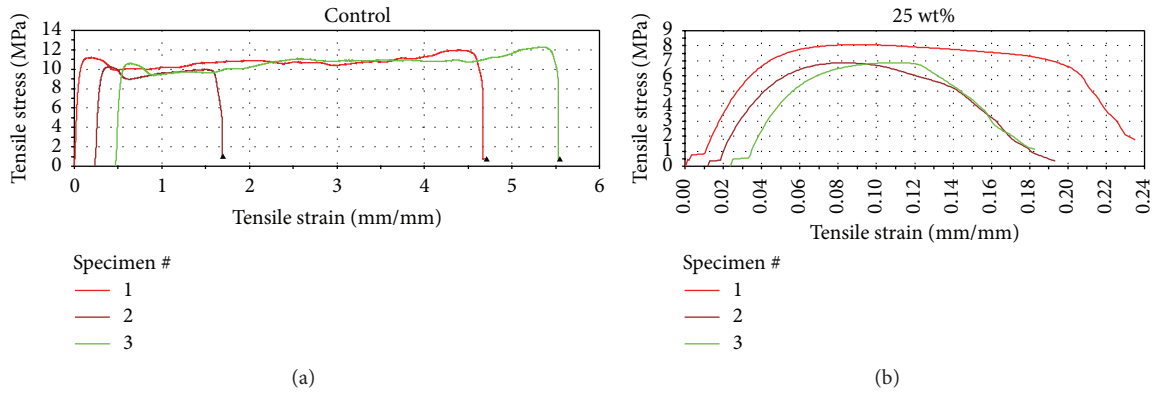 Control
Tensile stress (MPa)
14
12
10
8
6
4
2
0
0 1 2 3 4 5 6
Tensile strain (mm/mm)
Specimen #
1
2
3
(a)
25 wt%
Tensile stress (MPa)
9
8
7
6
5
4
3
2
1
0
0.00 0.02 0.04 0.06 0.08 0.10 0.12 0.14 0.16 0.18 0.20 0.22 0.24
Tensile strain (mm/mm)
Specimen #
1
2
3
(b)